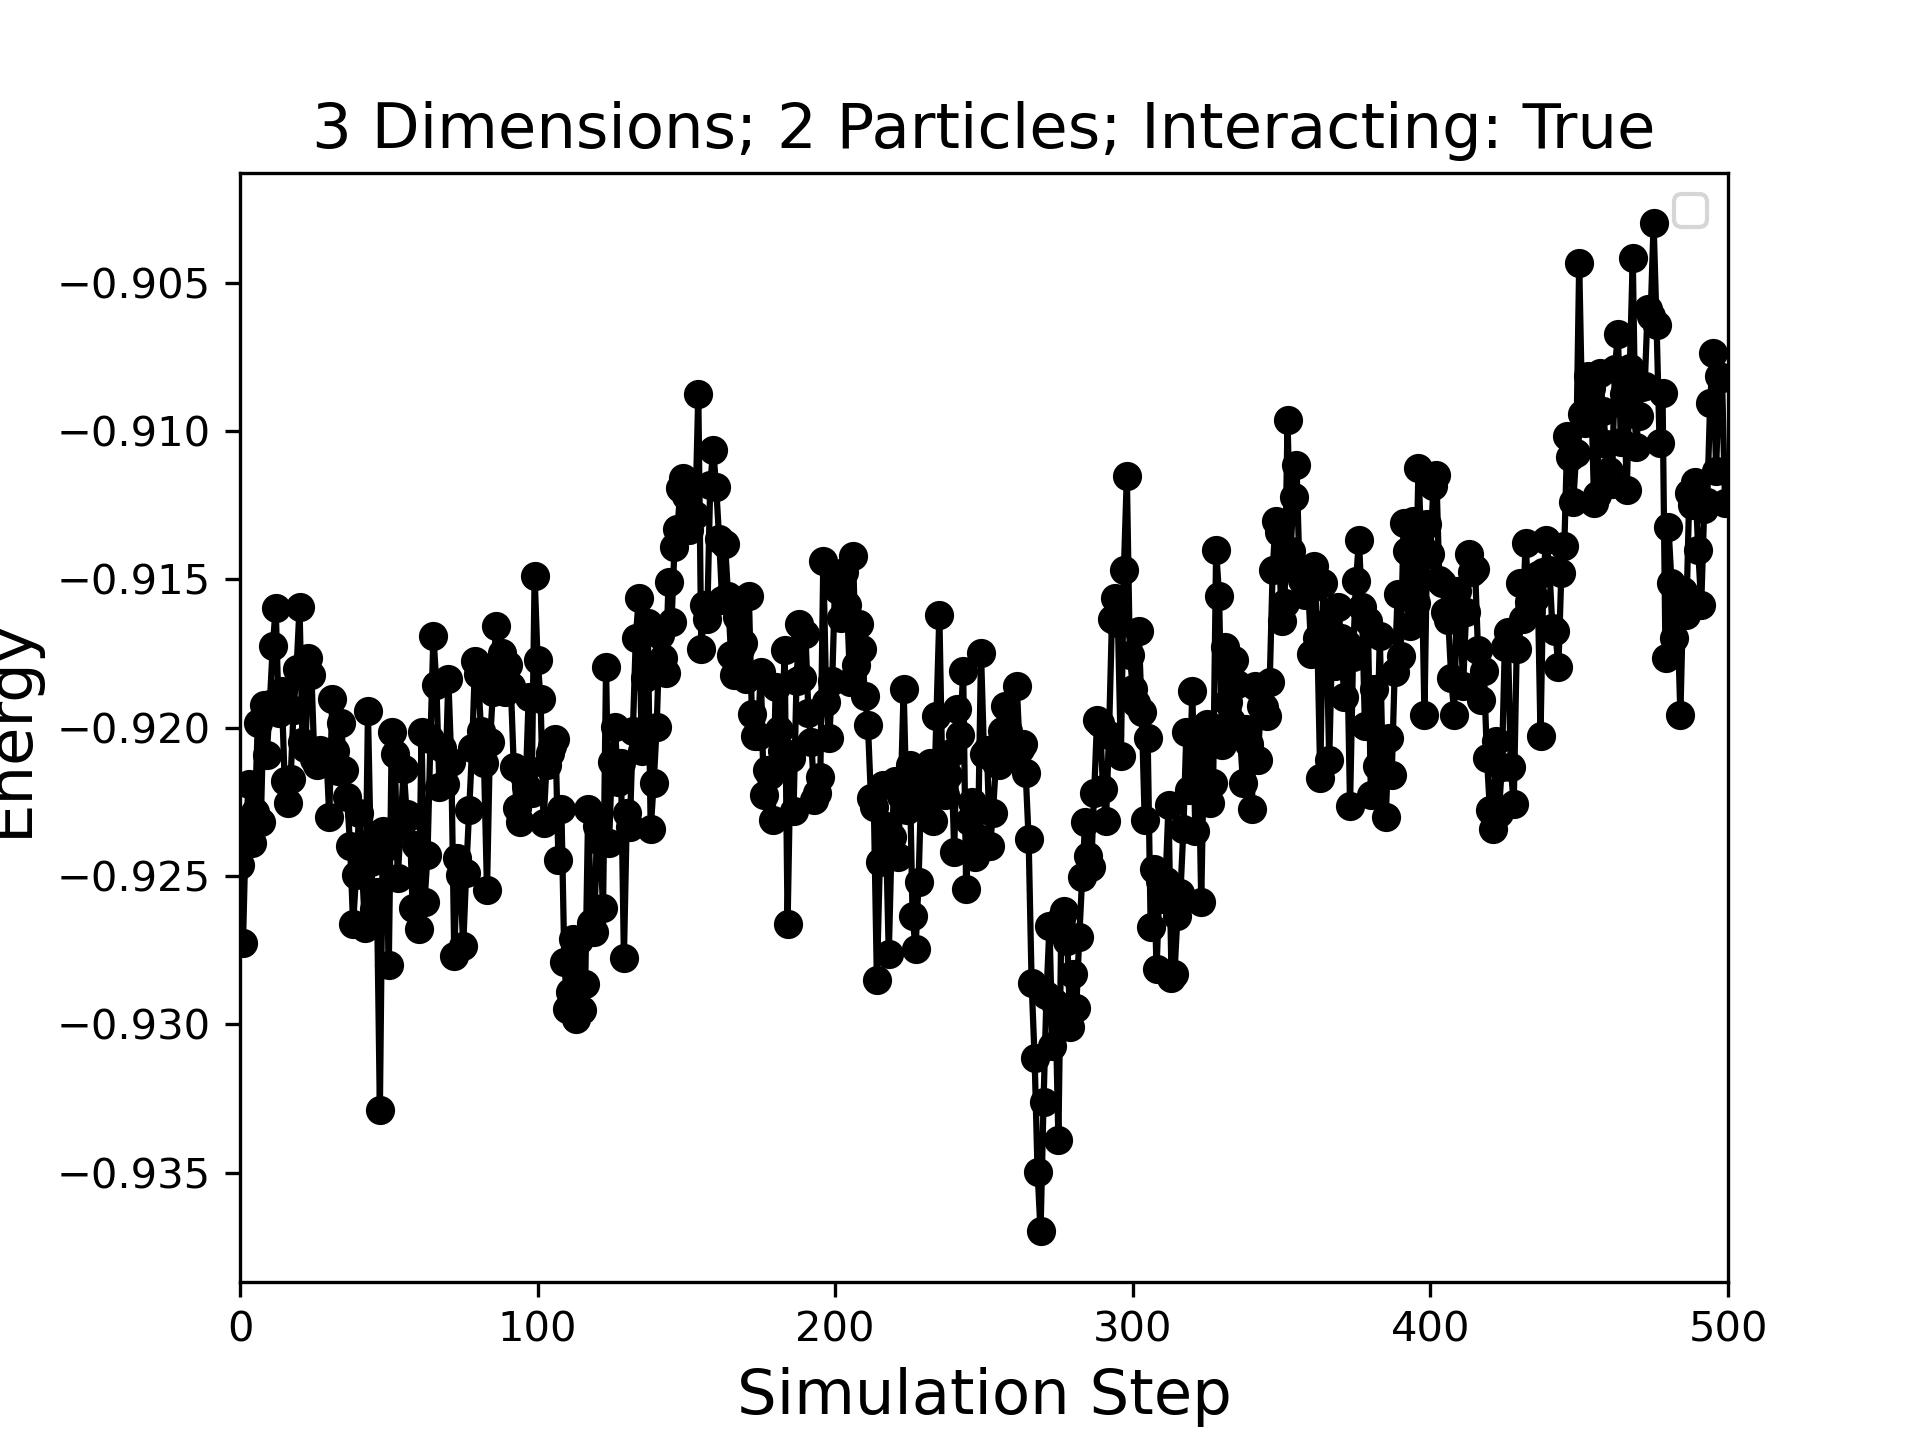 3 Dimensions; 2 Particles; Interacting: True
Energy
−0.905
−0.910
−0.915
−0.920
−0.925
−0.930
−0.935
0 100 200 300 400 500
Simulation Step